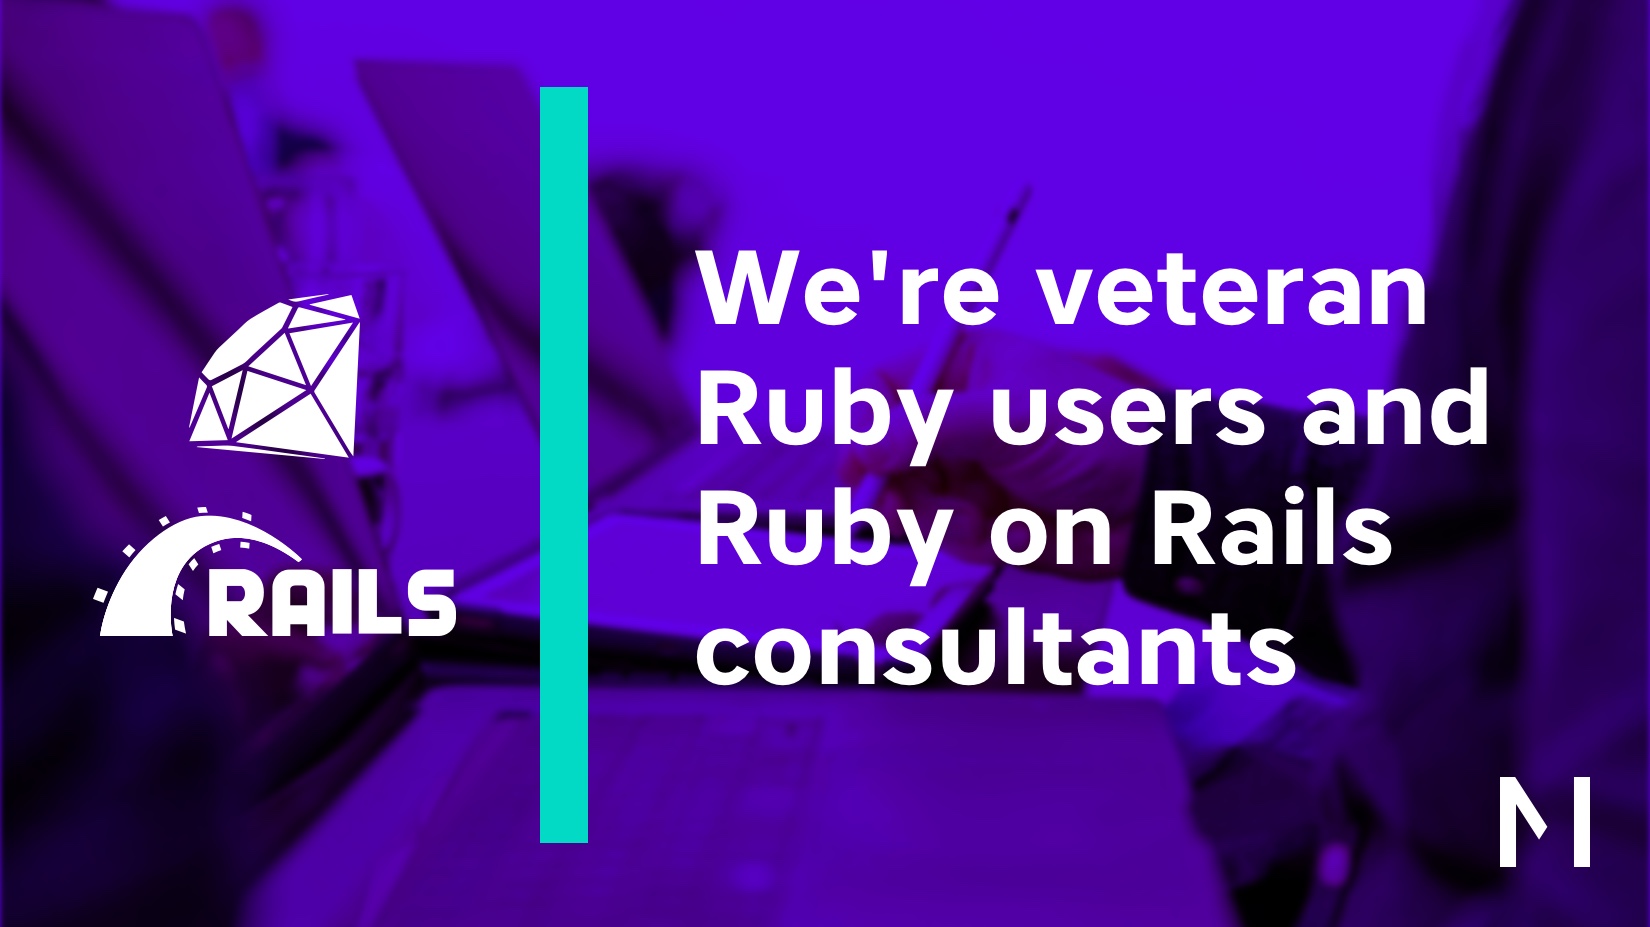 RAILS
We're veteran
Ruby users and
Ruby on Rails
consultants